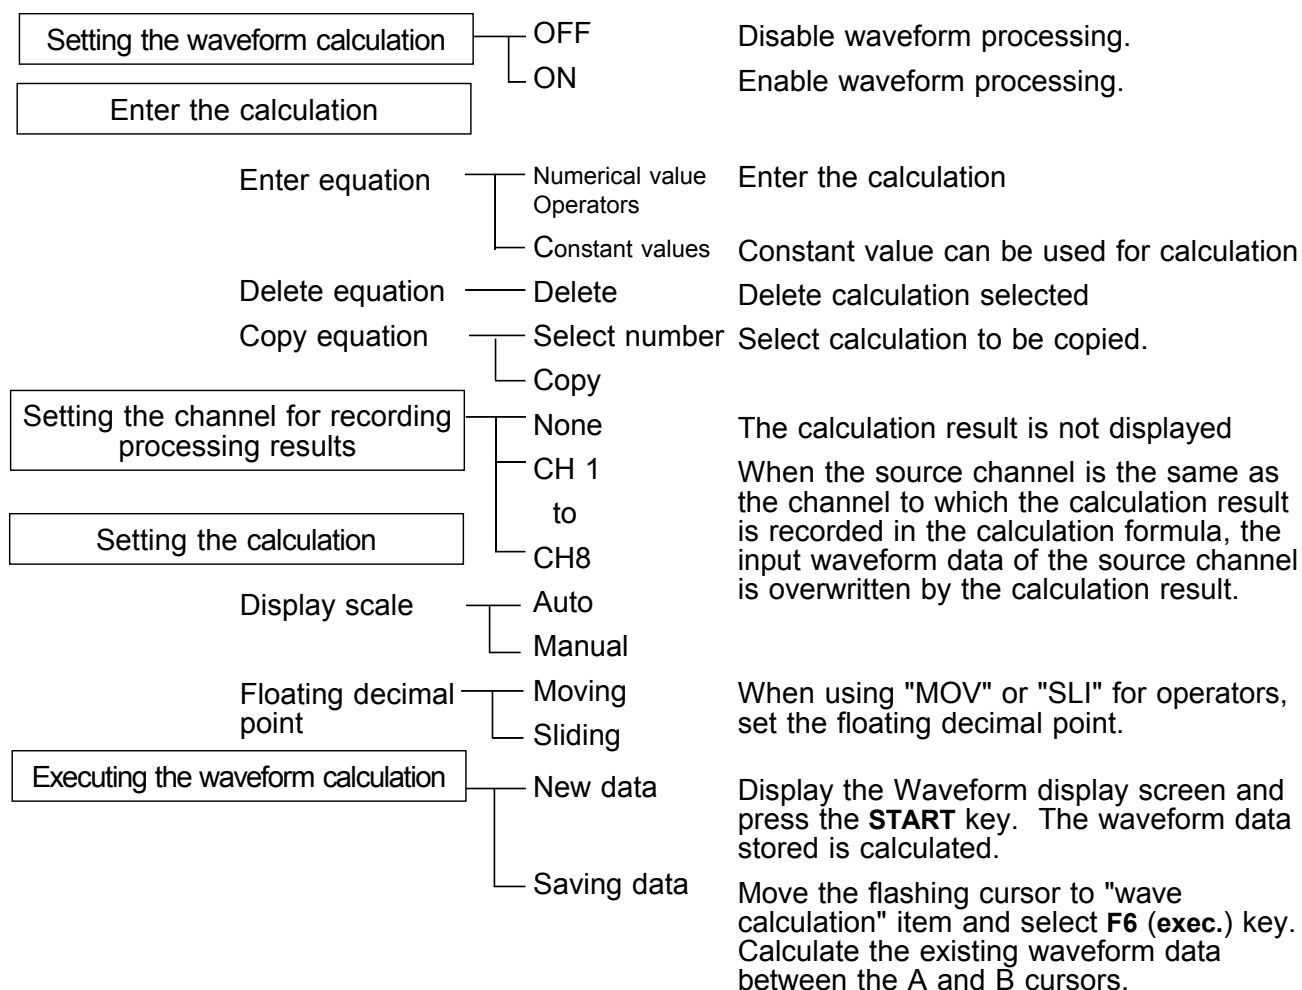 Setting the waveform calculation OFF Disable waveform processing.
ON Enable waveform processing.
Enter the calculation
Enter equation Numerical value Enter the calculation
Operators
Constant values Constant value can be used for calculation
Delete equation Delete Delete calculation selected
Copy equation Select number Select calculation to be copied.
Copy
Setting the channel for recording
processing results
None The calculation result is not displayed
CH 1
to
CH8
When the source channel is the same as
the channel to which the calculation result
is recorded in the calculation formula, the
input waveform data of the source channel
is overwritten by the calculation result.
Setting the calculation
Display scale Auto
Manual
Floating decimal
point
Moving
Sliding
When using "MOV" or "SLI" for operators,
set the floating decimal point.
Executing the waveform calculation
New data
Display the Waveform display screen and
press the START key. The waveform data
stored is calculated.
Saving data
Move the flashing cursor to "wave
calculation" item and select F6 (exec.) key.
Calculate the existing waveform data
between the A and B cursors.